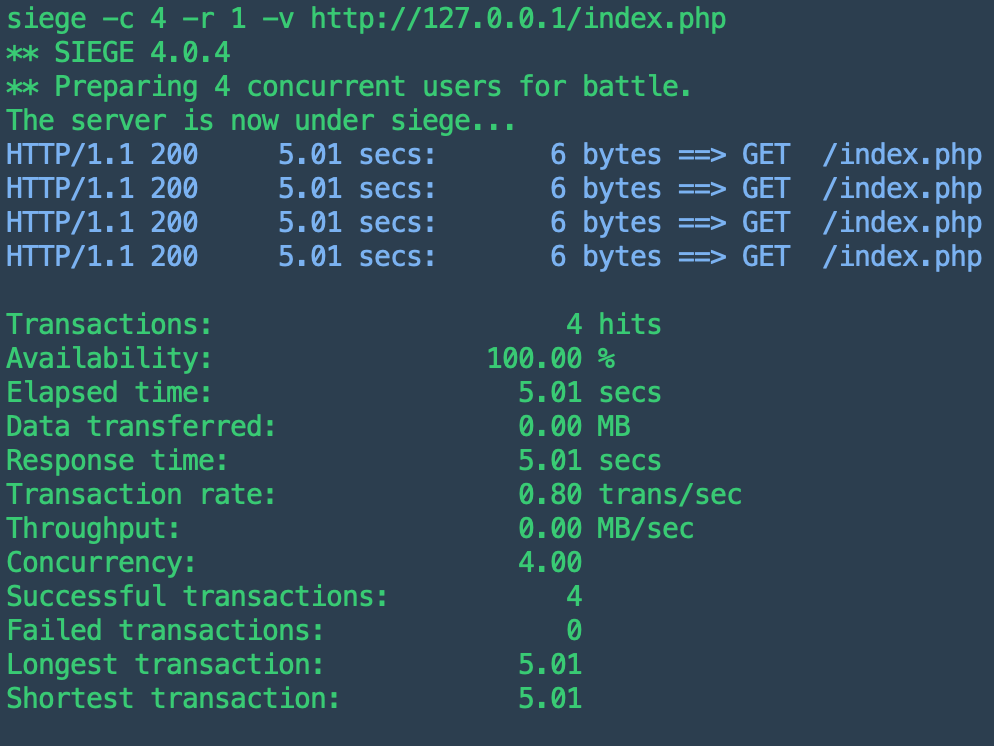 siege -c 4 -r 1 -v http://127.0.0.1/index.php
** SIEGE 4.0.4
** Preparing 4 concurrent users for battle.
The server is now under siege...
HTTP/1.1 200     5.01 secs:       6 bytes ==> GET  /index.php
HTTP/1.1 200     5.01 secs:       6 bytes ==> GET  /index.php
HTTP/1.1 200     5.01 secs:       6 bytes ==> GET  /index.php
HTTP/1.1 200     5.01 secs:       6 bytes ==> GET  /index.php
Transactions:                      4 hits
Availability:                 100.00 %
Elapsed time:                   5.01 secs
Data transferred:               0.00 MB
Response time:                  5.01 secs
Transaction rate:               0.80 trans/sec
Throughput:                     0.00 MB/sec
Concurrency:                    4.00
Successful transactions:           4
Failed transactions:               0
Longest transaction:            5.01
Shortest transaction:           5.01